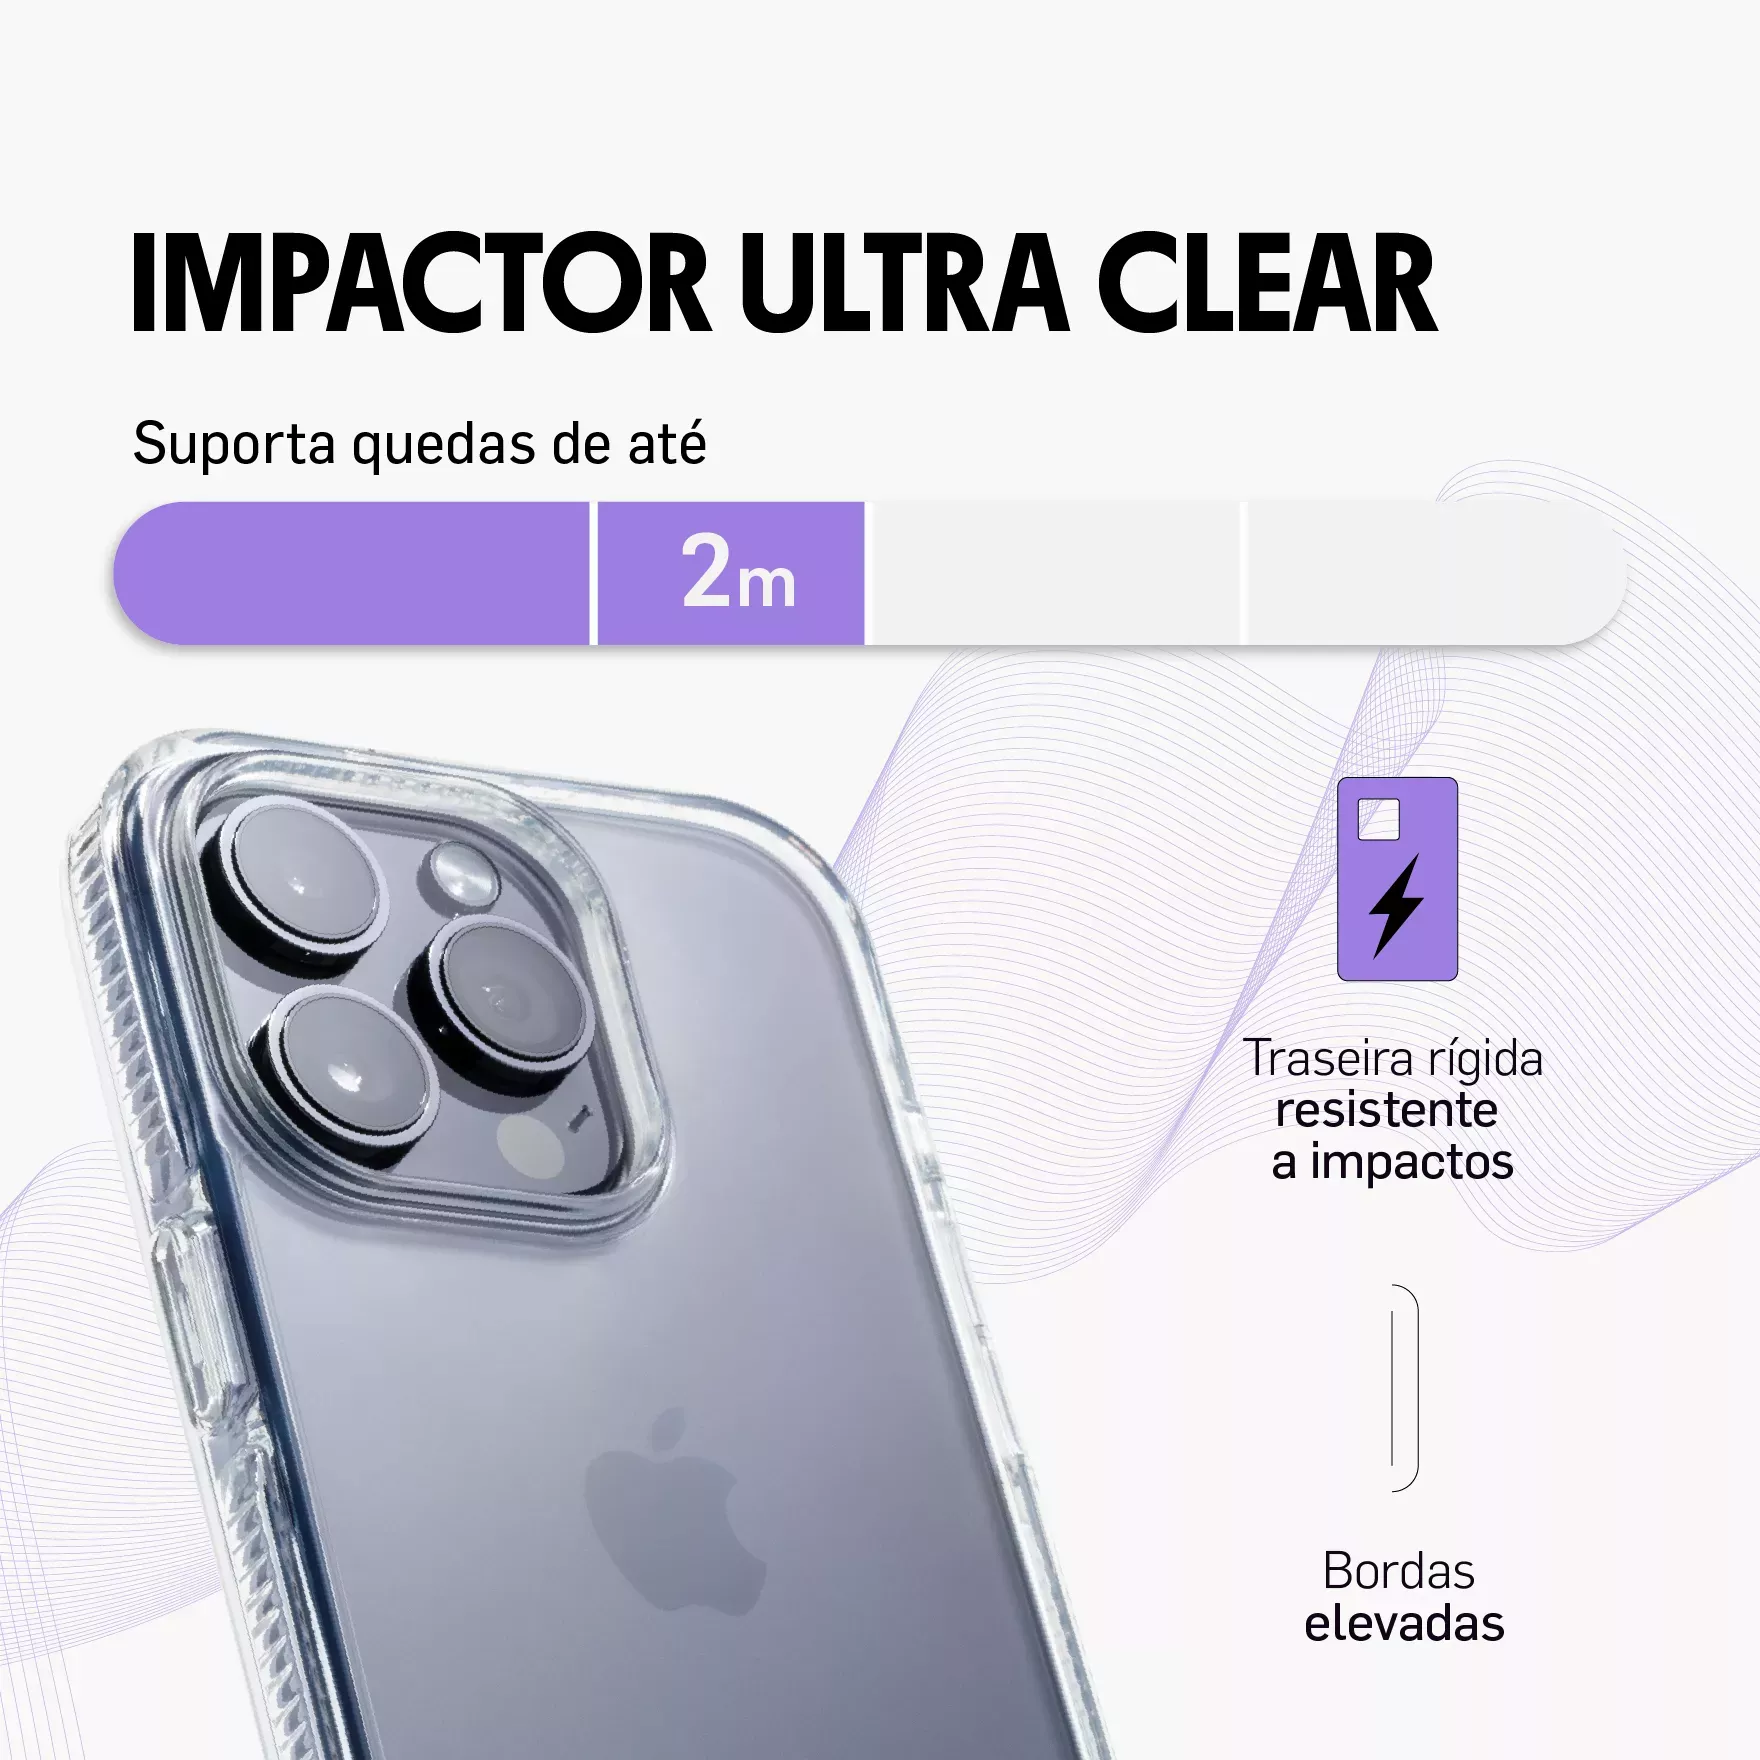 IMPACTOR ULTRA CLEAR
Suporta quedas de até
2m
Traseira rígida
resistente
a impactos
Bordas
elevadas